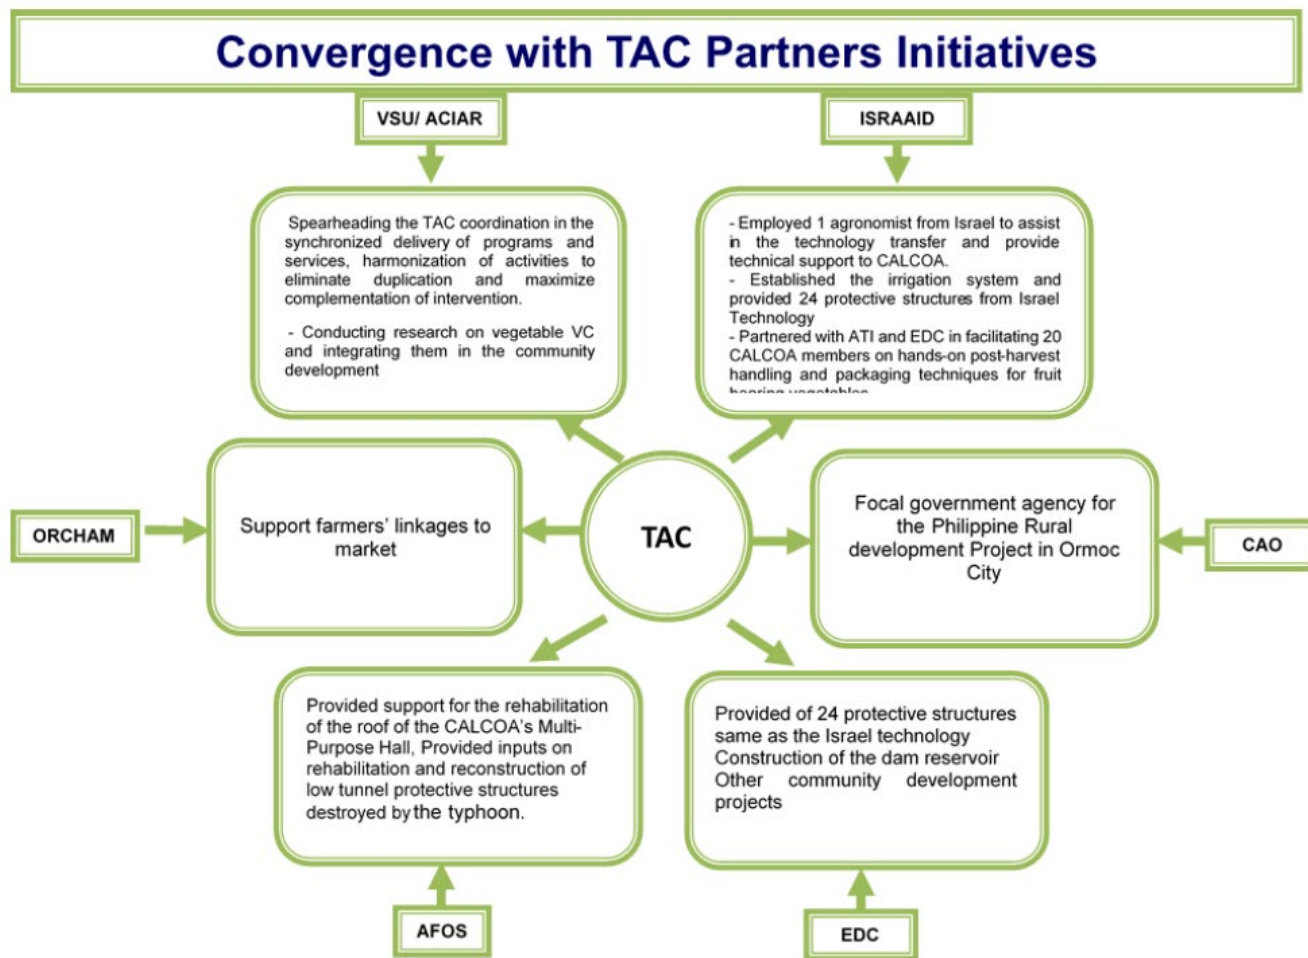 Convergence with TAC Partners Initiatives
VSU/ ACIAR
ISRAAID
Spearheading the TAC coordination in the
synchronized delivery of programs and
services, harmonization of activities to
eliminate duplication and maximize
complementation of intervention.
- Conducting research on vegetable VC
and integrating them in the community
development
- Employed 1 agronomist from Israel to assist
in the technology transfer and provide
technical support to CALCOA.
- Established the irrigation system and
provided 24 protective structures from Israel
Technology
- Partnered with ATI and EDC in facilitating 20
CALCOA members on hands-on post-harvest
handling and packaging techniques for fruit
bearing vegetables
ORCHAM
Support farmers’ linkages to
market
TAC
Focal government agency for
the Philippine Rural
development Project in Ormoc
City
CAO
Provided support for the rehabilitation
of the roof of the CALCOA’s Multi-
Purpose Hall, Provided inputs on
rehabilitation and reconstruction of
low tunnel protective structures
destroyed by the typhoon.
Provided of 24 protective structures
same as the Israel technology
Construction of the dam reservoir
Other community development
projects
AFOS
EDC